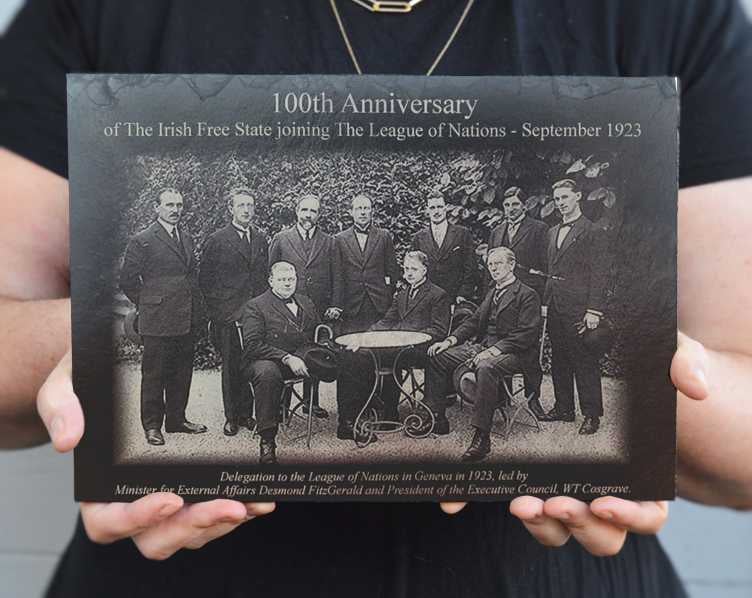 100th Anniversary
of The Irish Free State joining The League of Nations - September 1923
Delegation to the League of Nations in Geneva in 1923, led by
Minister for External Affairs Desmond FitzGerald and President of the Executive Council, WT Cosgrave.